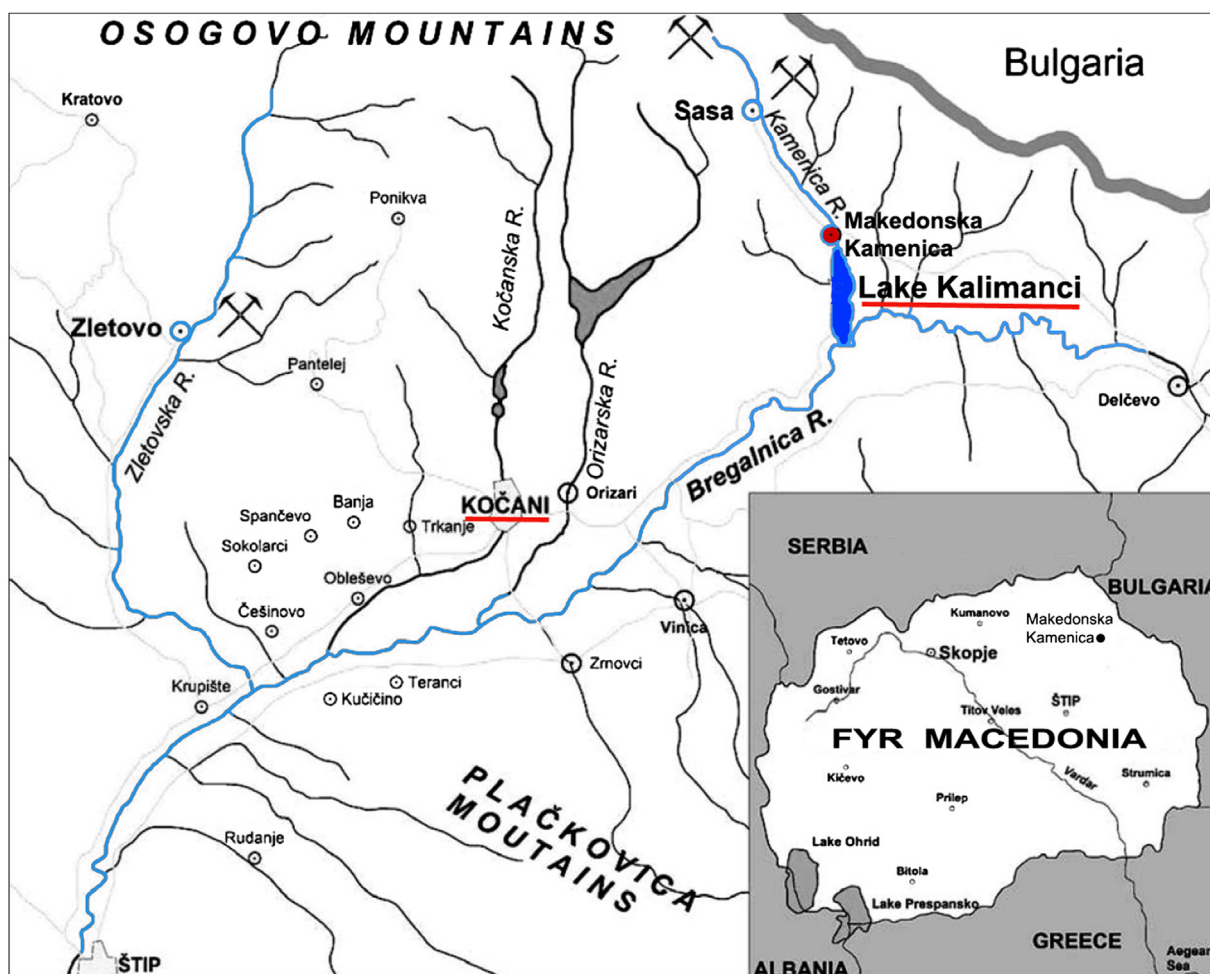 OSOGOVO MOUNTAINS
Bulgaria
Kratovo
Sasa
Kamenica R.
Ponikva
Makedonska
Kamenica
Kočanska R.
Lake Kalimanci
Zletovo
Pantelej
Orizarska R.
Delčevo
Zletovska R.
Bregalnica R.
KOČANI
Orizari
Banja
Spančevo
Trkanje
Sokolarci
Obleševo
Češinovo
Vinica
Zrnovci
Teranci
Krupište
Kučičino
PLAČKOVICA
MOUTAINS
Rudanje
ŠTIP
SERBIA
BULGARIA
Kumanovo
Makedonska
Kamenica
Tetovo
Skopje
Gostivar
Titov Veles
ŠTIP
FYR MACEDONIA
Kičevo
Vardar
Strumica
Prilep
Lake Ohrid
Bitola
Lake Prespansko
GREECE
Aegean
Sea
ALBANIA